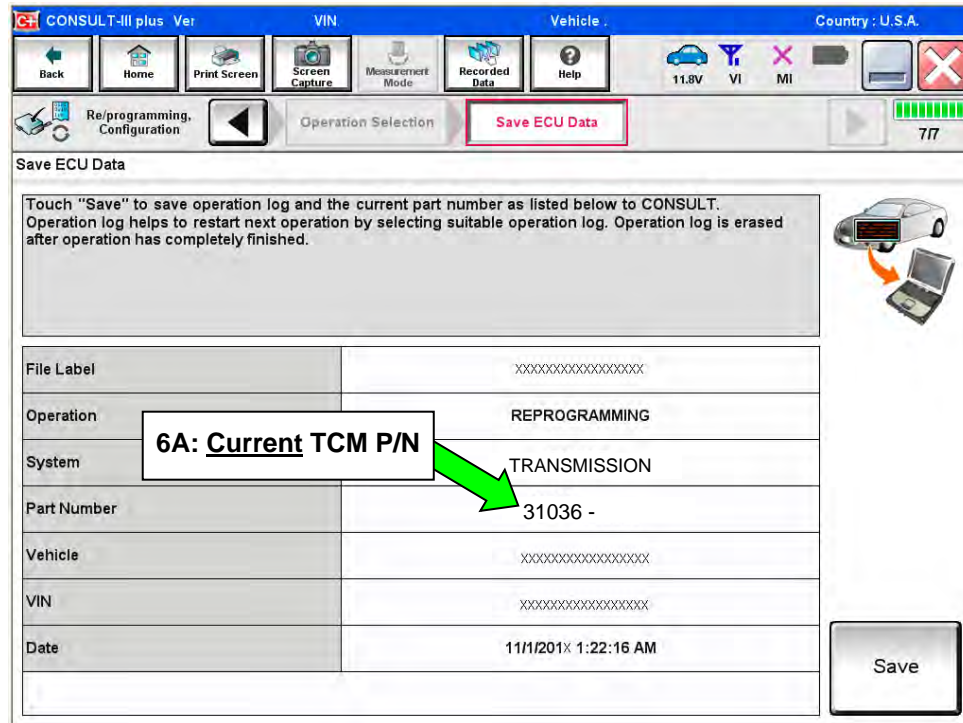 C+ CONSULT-III plus Ver VIN Vehicle . Country : U.S.A.
Back Home Print Screen Screen Capture Measurement Mode Recorded Data Help 11.8V VI MI
Re/programming, Configuration Operation Selection Save ECU Data 7/7
Save ECU Data
Touch "Save" to save operation log and the current part number as listed below to CONSULT.
Operation log helps to restart next operation by selecting suitable operation log. Operation log is erased
after operation has completely finished.
File Label XXXXXXXXXXXXXXXXX
Operation REPROGRAMMING
6A: Current TCM P/N
System TRANSMISSION
Part Number 31036 -
Vehicle XXXXXXXXXXXXXXXXX
VIN XXXXXXXXXXXXXXXXX
Date 11/1/201X 1:22:16 AM
Save